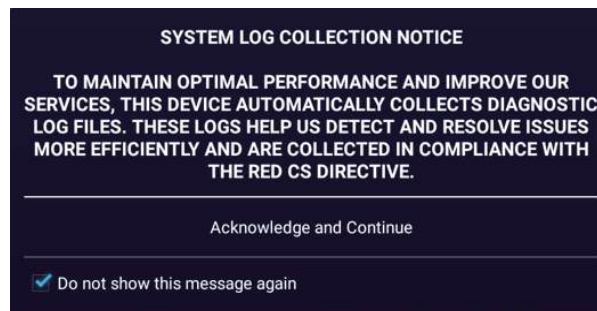 SYSTEM LOG COLLECTION NOTICE
TO MAINTAIN OPTIMAL PERFORMANCE AND IMPROVE OUR
SERVICES, THIS DEVICE AUTOMATICALLY COLLECTS DIAGNOSTIC
LOG FILES. THESE LOGS HELP US DETECT AND RESOLVE ISSUES
MORE EFFICIENTLY AND ARE COLLECTED IN COMPLIANCE WITH
THE RED CS DIRECTIVE.
Acknowledge and Continue
Do not show this message again